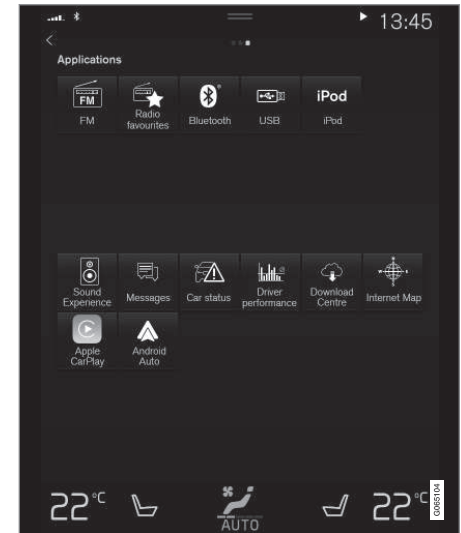 13:45
Applications
FM
iPod
FM
Radio
favourites
Bluetooth
USB
iPod
Sound
Experience
Messages
Car status
Driver
performance
Download
Centre
Internet Map
Apple
CarPlay
Android
Auto
22°C
AUTO
22°C
G065104